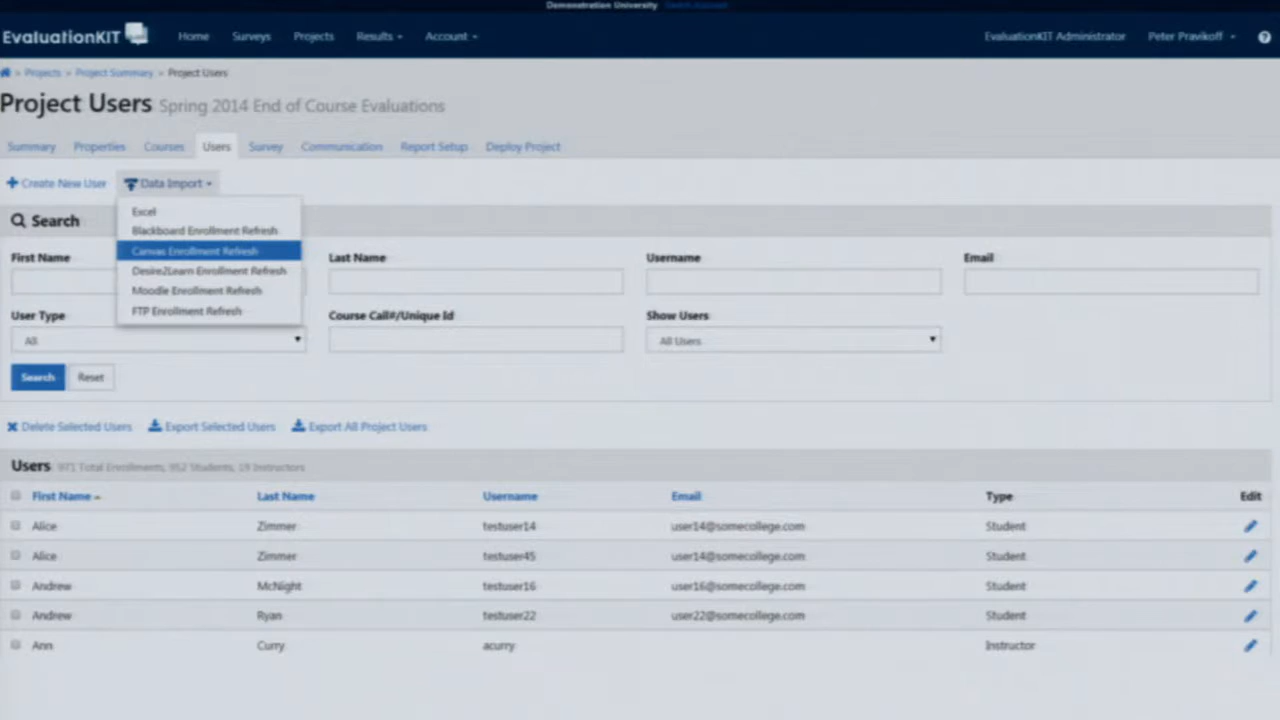 Demonstration University
EvaluationKIT Home Surveys Projects Results Account EvaluationKIT Administrator Peter Pravikoff ?
Projects » Project Summary » Project Users
Project Users Spring 2014 End of Course Evaluations
Summary Properties Courses Users Survey Communication Report Setup Deploy Project
Create New User Data Import
Excel
Blackboard Enrollment Refresh
Canvas Enrollment Refresh
Desire2Learn Enrollment Refresh
Moodle Enrollment Refresh
FTP Enrollment Refresh
Search
First Name Last Name Username Email
User Type Course Call#/Unique Id Show Users
All All Users
Search Reset
Delete Selected Users Export Selected Users Export All Project Users
Users 971 Total Enrollments, 952 Students, 19 Instructors
First Name Last Name Username Email Type Edit
Alice Zimmer testuser14 user14@somecollege.com Student
Alice Zimmer testuser45 user14@somecollege.com Student
Andrew McNight testuser16 user16@somecollege.com Student
Andrew Ryan testuser22 user22@somecollege.com Student
Ann Curry acurry Instructor